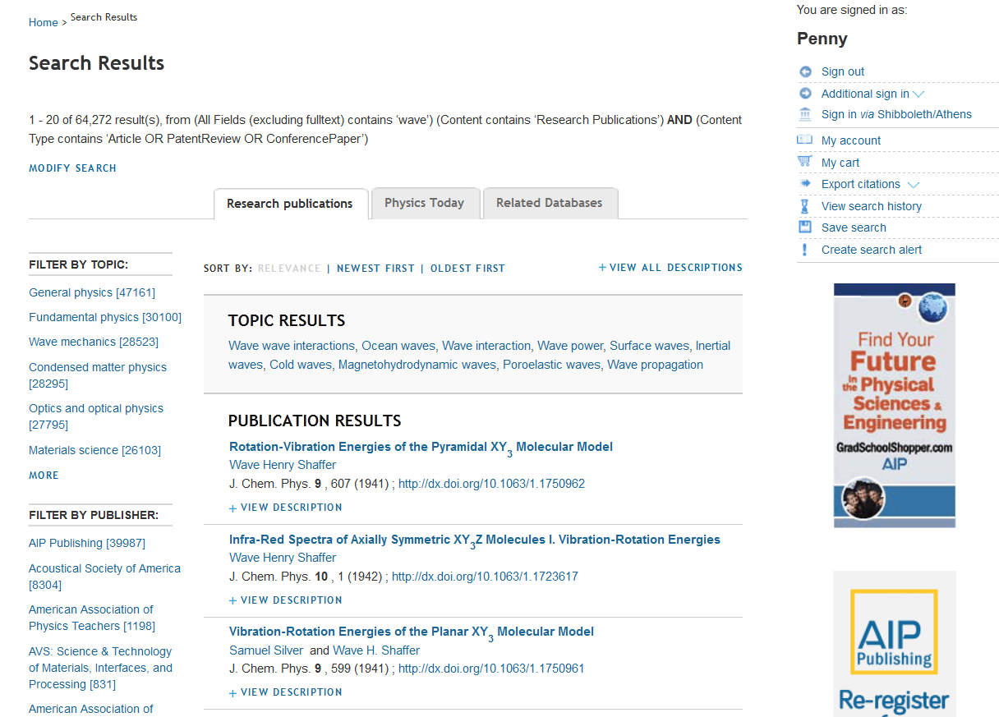 Home > Search Results
Search Results
1 - 20 of 64,272 result(s), from (All Fields (excluding fulltext) contains ‘wave’) (Content contains ‘Research Publications’) AND (Content
Type contains ‘Article OR PatentReview OR ConferencePaper’)
MODIFY SEARCH
Research publications
Physics Today
Related Databases
FILTER BY TOPIC:
General physics [47161]
Fundamental physics [30100]
Wave mechanics [28523]
Condensed matter physics
[28295]
Optics and optical physics
[27795]
Materials science [26103]
MORE
FILTER BY PUBLISHER:
AIP Publishing [39987]
Acoustical Society of America
[8304]
American Association of
Physics Teachers [1198]
AVS: Science & Technology
of Materials, Interfaces, and
Processing [831]
American Association of
SORT BY: RELEVANCE | NEWEST FIRST | OLDEST FIRST
+ VIEW ALL DESCRIPTIONS
TOPIC RESULTS
Wave wave interactions, Ocean waves, Wave interaction, Wave power, Surface waves, Inertial
waves, Cold waves, Magnetohydrodynamic waves, Poroelastic waves, Wave propagation
PUBLICATION RESULTS
Rotation-Vibration Energies of the Pyramidal XY3 Molecular Model
Wave Henry Shaffer
J. Chem. Phys. 9 , 607 (1941) ; http://dx.doi.org/10.1063/1.1750962
+ VIEW DESCRIPTION
Infra-Red Spectra of Axially Symmetric XY3Z Molecules I. Vibration-Rotation Energies
Wave Henry Shaffer
J. Chem. Phys. 10 , 1 (1942) ; http://dx.doi.org/10.1063/1.1723617
+ VIEW DESCRIPTION
Vibration-Rotation Energies of the Planar XY3 Molecular Model
Samuel Silver and Wave H. Shaffer
J. Chem. Phys. 9 , 599 (1941) ; http://dx.doi.org/10.1063/1.1750961
+ VIEW DESCRIPTION
You are signed in as:
Penny
Sign out
Additional sign in
Sign in via Shibboleth/Athens
My account
My cart
Export citations
View search history
Save search
Create search alert
Find Your
Future
in the Physical
Sciences &
Engineering
GradSchoolShopper.com
AIP
AIP
Publishing
Re-register